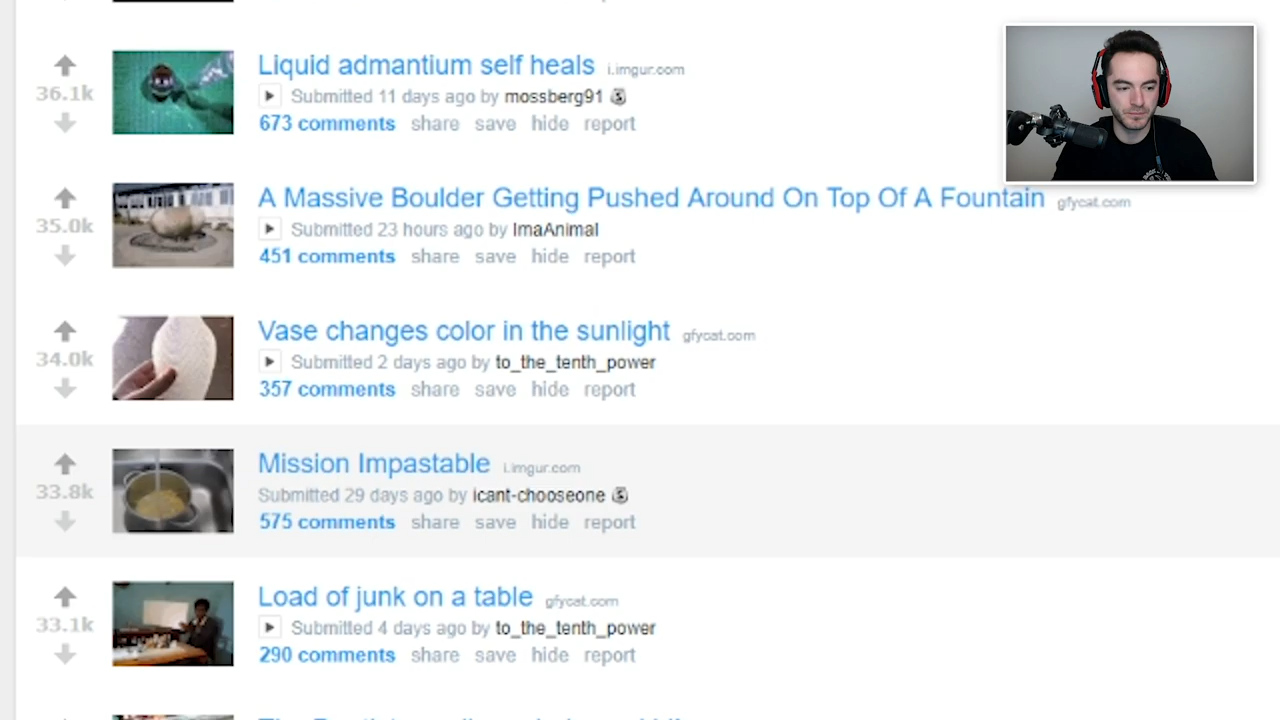 Liquid admantium self heals i.imgur.com
36.1k
Submitted 11 days ago by mossberg91
673 comments share save hide report
A Massive Boulder Getting Pushed Around On Top Of A Fountain gfycat.com
35.0k
Submitted 23 hours ago by ImaAnimal
451 comments share save hide report
Vase changes color in the sunlight gfycat.com
34.0k
Submitted 2 days ago by to_the_tenth_power
357 comments share save hide report
Mission Impastable i.imgur.com
33.8k
Submitted 29 days ago by icant-chooseone
575 comments share save hide report
Load of junk on a table gfycat.com
33.1k
Submitted 4 days ago by to_the_tenth_power
290 comments share save hide report